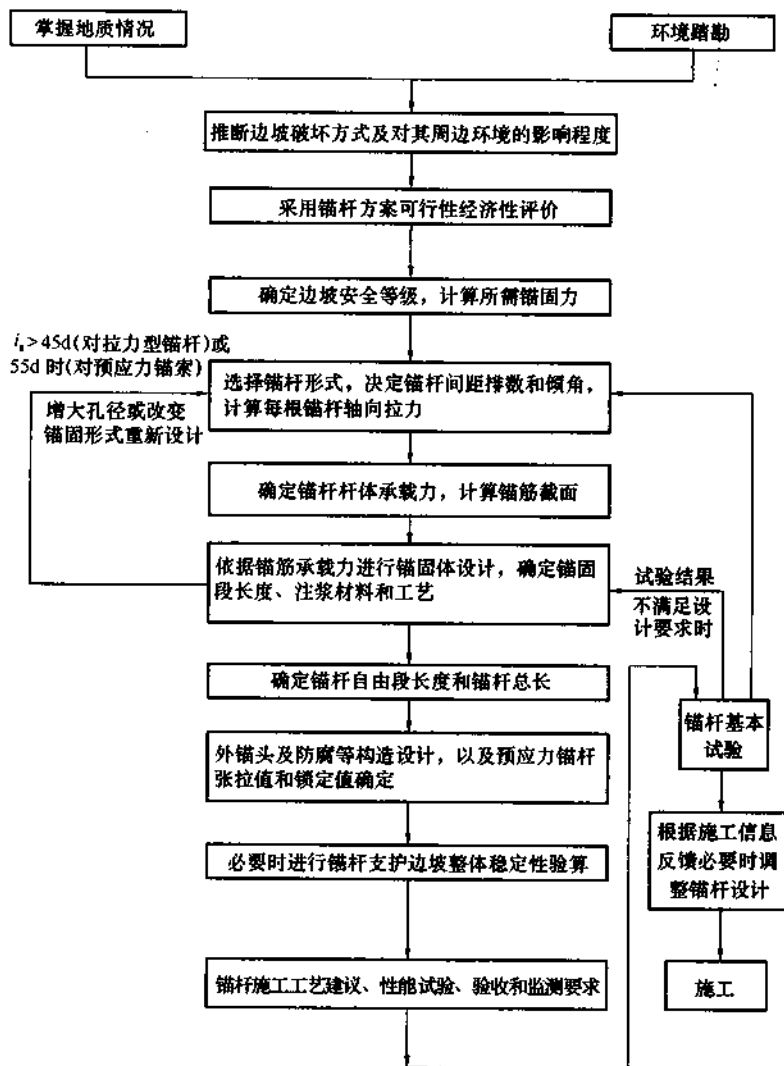 掌握地质情况
环境踏勘
推断边坡破坏方式及对其周边环境的影响程度
采用锚杆方案可行性经济性评价
确定边坡安全等级，计算所需锚固力
i_a>45d(对拉力型锚杆)或
55d 时(对预应力锚索)
增大孔径或改变
锚固形式重新设计
选择锚杆形式，决定锚杆间距排数和倾角，
计算每根锚杆轴向拉力
确定锚杆杆体承载力，计算锚筋截面
依据锚筋承载力进行锚固体设计，确定锚固
段长度、注浆材料和工艺
试验结果
不满足设
计要求时
确定锚杆自由段长度和锚杆总长
锚杆基本
试验
外锚头及防腐等构造设计，以及预应力锚杆
张拉值和锁定值确定
根据施工信息
反馈必要时调
整锚杆设计
必要时进行锚杆支护边坡整体稳定性验算
锚杆施工工艺建议、性能试验、验收和监测要求
施工